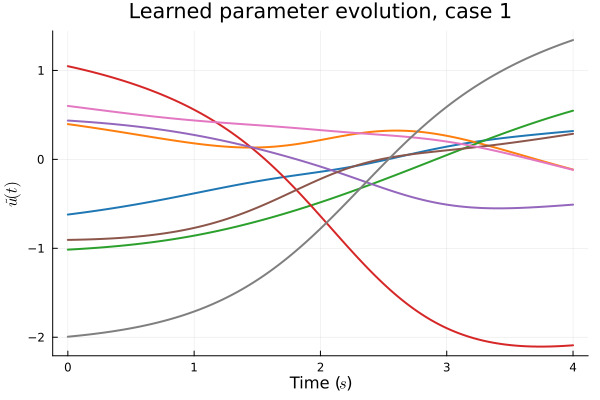 Learned parameter evolution, case 1
ũ(t)
1
0
−1
−2
0 1 2 3 4
Time (s)